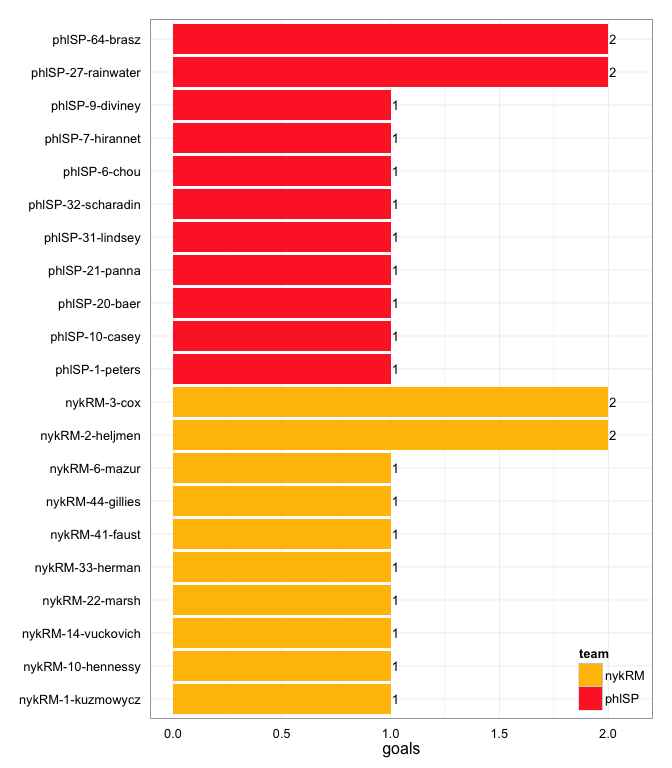 phlSP-64-brasz 2
phlSP-27-rainwater 2
phlSP-9-diviney 1
phlSP-7-hirannet 1
phlSP-6-chou 1
phlSP-32-scharadin 1
phlSP-31-lindsey 1
phlSP-21-panna 1
phlSP-20-baer 1
phlSP-10-casey 1
phlSP-1-peters 1
nykRM-3-cox 2
nykRM-2-heljmen 2
nykRM-6-mazur 1
nykRM-44-gillies 1
nykRM-41-faust 1
nykRM-33-herman 1
nykRM-22-marsh 1
nykRM-14-vuckovich 1
nykRM-10-hennessy 1
nykRM-1-kuzmowycz 1
team
nykRM
phlSP
0.0 0.5 1.0 1.5 2.0
goals